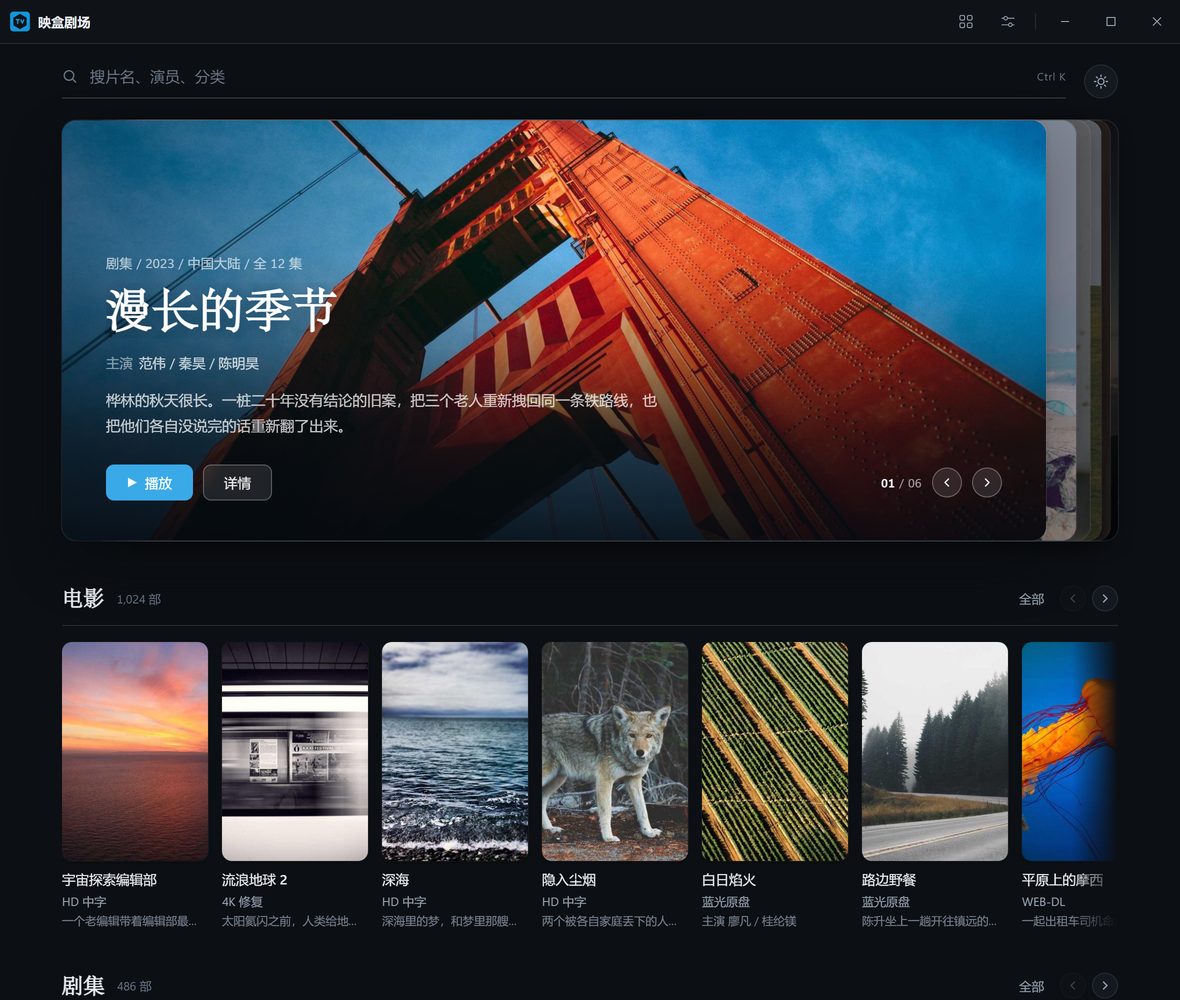 TV 映盒剧场
搜片名、演员、分类
Ctrl K
剧集 / 2023 / 中国大陆 / 全 12 集
漫长的季节
主演 范伟 / 秦昊 / 陈明昊
桦林的秋天很长。一桩二十年没有结论的旧案，把三个老人重新拽回同一条铁路线，也
把他们各自没说完的话重新翻了出来。
播放
详情
01 / 06
电影 1,024 部
全部
宇宙探索编辑部
HD 中字
一个老编辑带着编辑部最...
流浪地球 2
4K 修复
太阳氦闪之前，人类给地...
深海
HD 中字
深海里的梦，和梦里那艘...
隐入尘烟
HD 中字
两个被各自家庭丢下的人...
白日焰火
蓝光原盘
主演 廖凡 / 桂纶镁
路边野餐
蓝光原盘
陈升坐上一趟开往镇远的...
平原上的摩西
WEB-DL
一起出租车司机命
剧集 486 部
全部